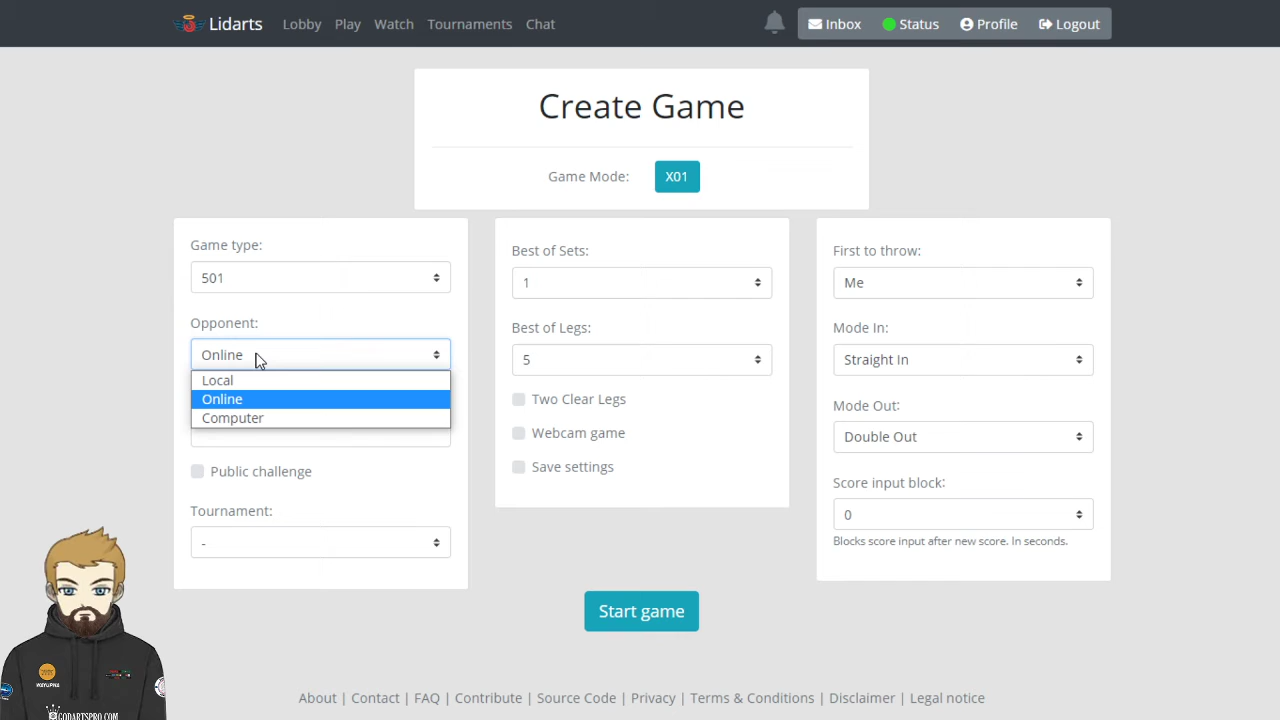 Lidarts Lobby Play Watch Tournaments Chat Inbox Status Profile Logout
Create Game
Game Mode: X01
Game type:
501
Opponent:
Online
Local
Online
Computer
Public challenge
Tournament:
-
Best of Sets:
1
Best of Legs:
5
Two Clear Legs
Webcam game
Save settings
First to throw:
Me
Mode In:
Straight In
Mode Out:
Double Out
Score input block:
0
Blocks score input after new score. In seconds.
Start game
About | Contact | FAQ | Contribute | Source Code | Privacy | Terms & Conditions | Disclaimer | Legal notice
GODARTSPRO.COM